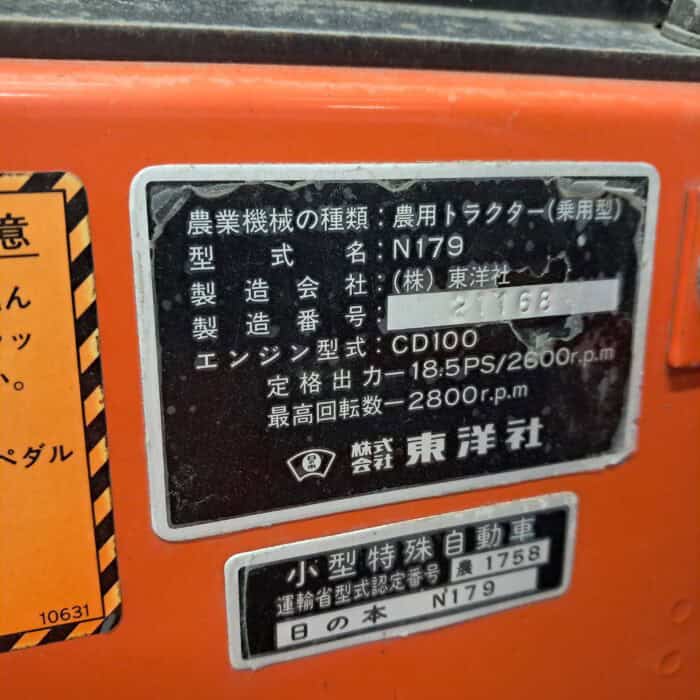 意
ん
ッ
い。
ペダル
10631
農業機械の種類:農用トラクター(乗用型)
型式名:N179
製造会社:(株)東洋社
製造番号:21168
エンジン型式:CD100
定格出力ー18.5PS/2600r.p.m
最高回転数ー2800r.p.m
日の本 株式会社 東洋社
小型特殊自動車
運輸省型式認定番号 農1758
日の本 N179